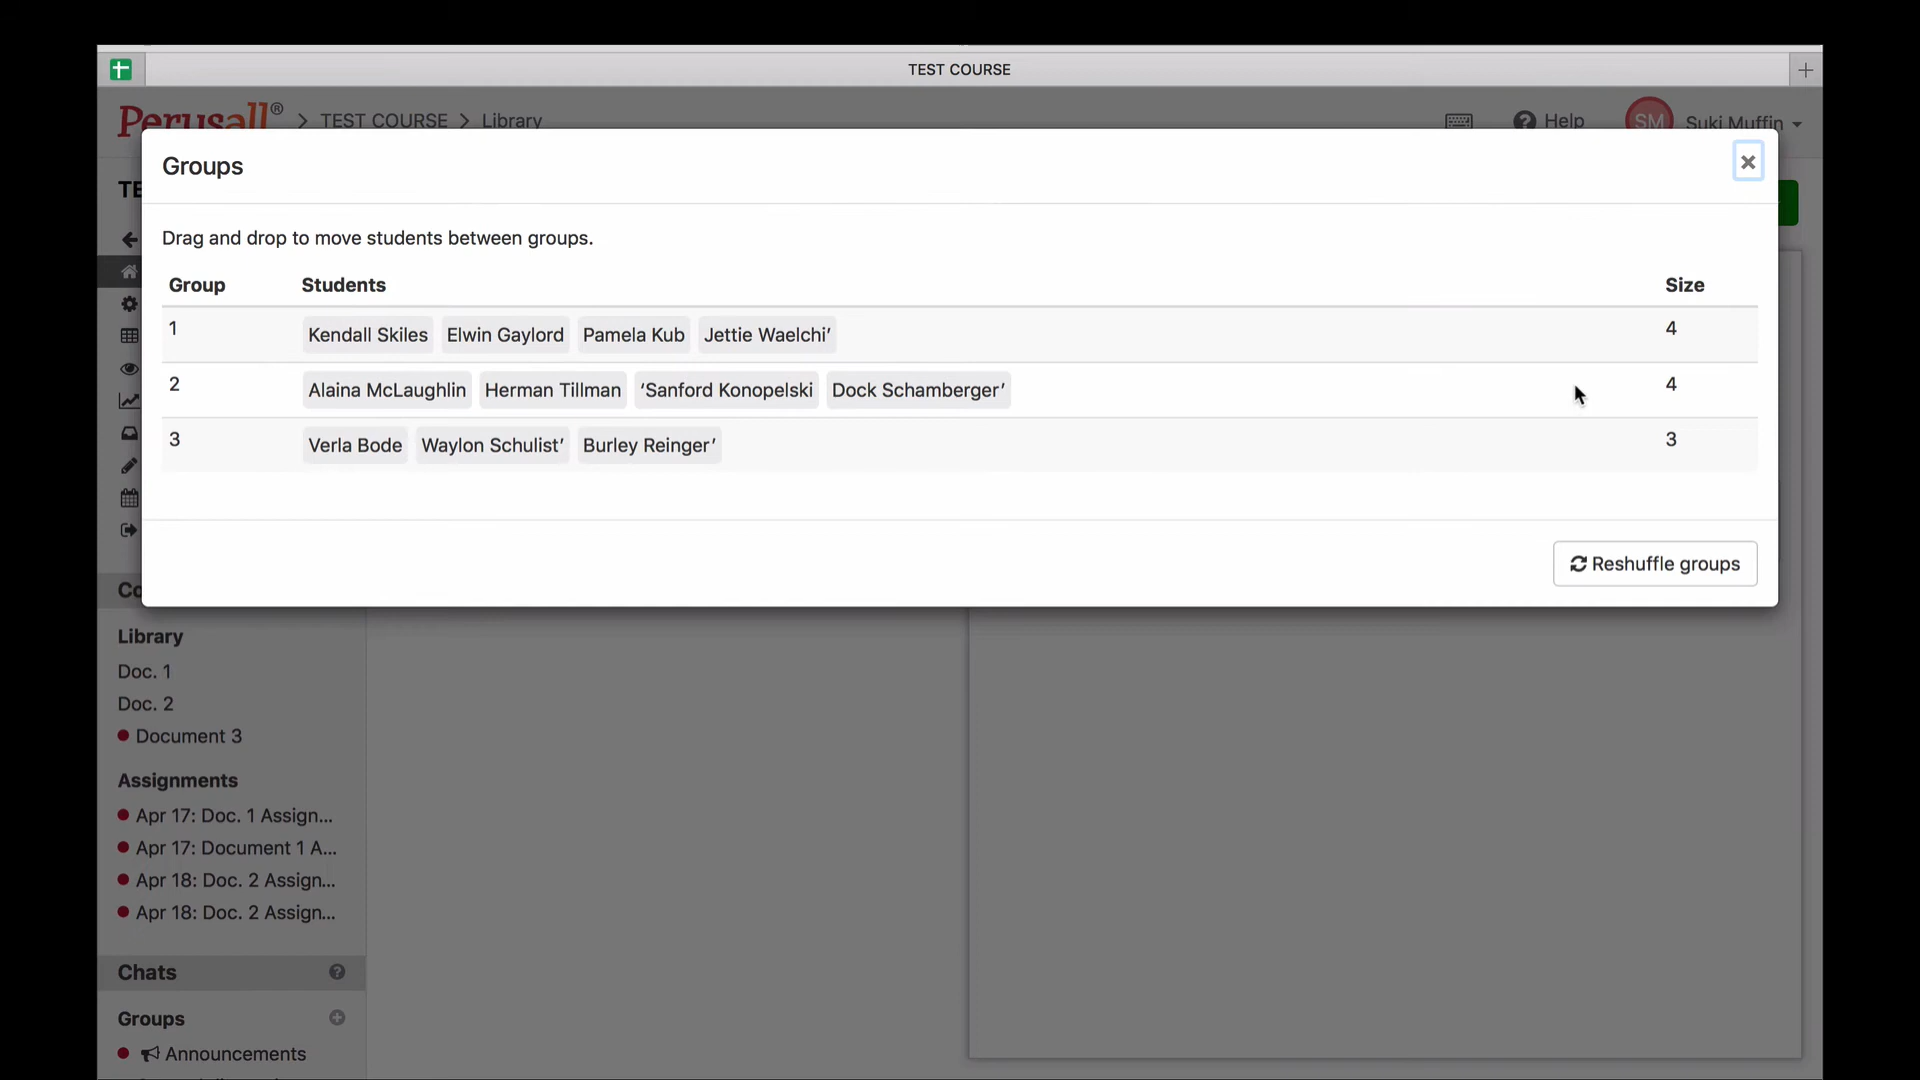 TEST COURSE
Perusall® > TEST COURSE > Library
Help
SM Suki Muffin
Groups
Drag and drop to move students between groups.
Group Students Size
1 Kendall Skiles Elwin Gaylord Pamela Kub Jettie Waelchi’ 4
2 Alaina McLaughlin Herman Tillman ‘Sanford Konopelski Dock Schamberger’ 4
3 Verla Bode Waylon Schulist’ Burley Reinger’ 3
Reshuffle groups
TE
Co
Library
Doc. 1
Doc. 2
Document 3
Assignments
Apr 17: Doc. 1 Assign...
Apr 17: Document 1 A...
Apr 18: Doc. 2 Assign...
Apr 18: Doc. 2 Assign...
Chats
Groups
Announcements